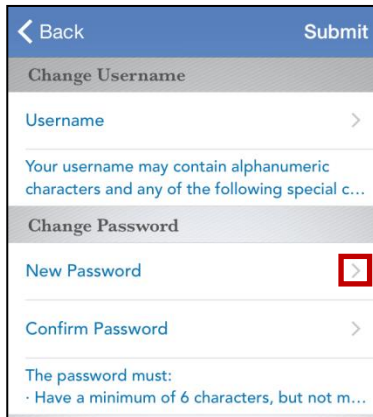 Back Submit
Change Username
Username
Your username may contain alphanumeric
characters and any of the following special c...
Change Password
New Password
Confirm Password
The password must:
· Have a minimum of 6 characters, but not m...